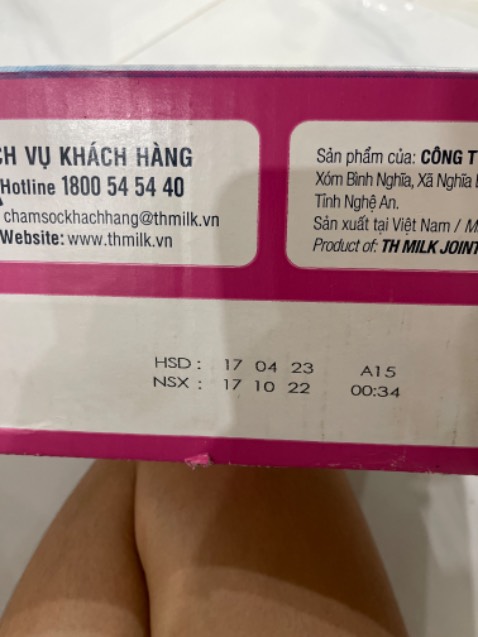 CH VỤ KHÁCH HÀNG
Hotline 1800 54 54 40
chamsockhachhang@thmilk.vn
Website: www.thmilk.vn
Sản phẩm của: CÔNG T
Xóm Bình Nghĩa, Xã Nghĩa
Tỉnh Nghệ An.
Sản xuất tại Việt Nam / M
Product of: TH MILK JOINT
HSD : 17 04 23 A15
NSX : 17 10 22 00:34